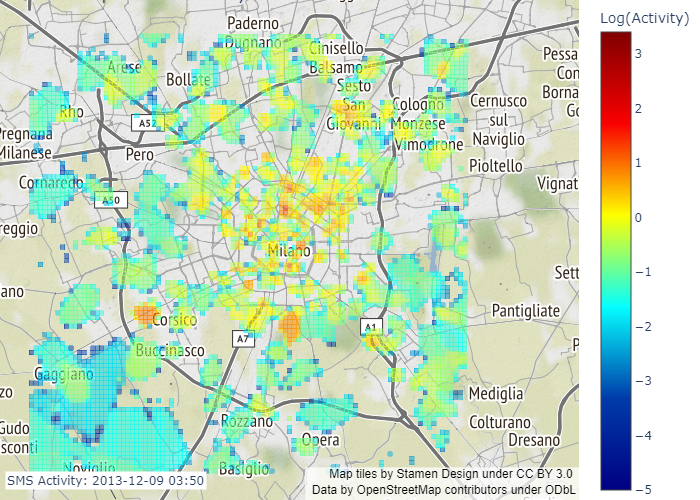 Log(Activity)
3
2
1
0
−1
−2
−3
−4
−5
Paderno
Dugnano
Cinisello
Balsamo
Sesto
San
Giovanni
Arese
Bollate
Rho
A52
Pero
Pregnana
Milanese
Cornaredo
A50
reggio
Cologno
Monzese
Vimodrone
Cernusco
sul
Naviglio
Pioltello
Pessa
Con
Borna
Go
Vignat
Milano
ano
Corsico
A7
A1
Buccinasco
Gaggiano
Sett
Pantigliate
P
Mediglia
Colturano
Dresano
zo
Gudo
sconti
Rozzano
Opera
Noviglio
Basiglio
SMS Activity: 2013-12-09 03:50
Map tiles by Stamen Design under CC BY 3.0
Data by OpenStreetMap contributors under ODbL